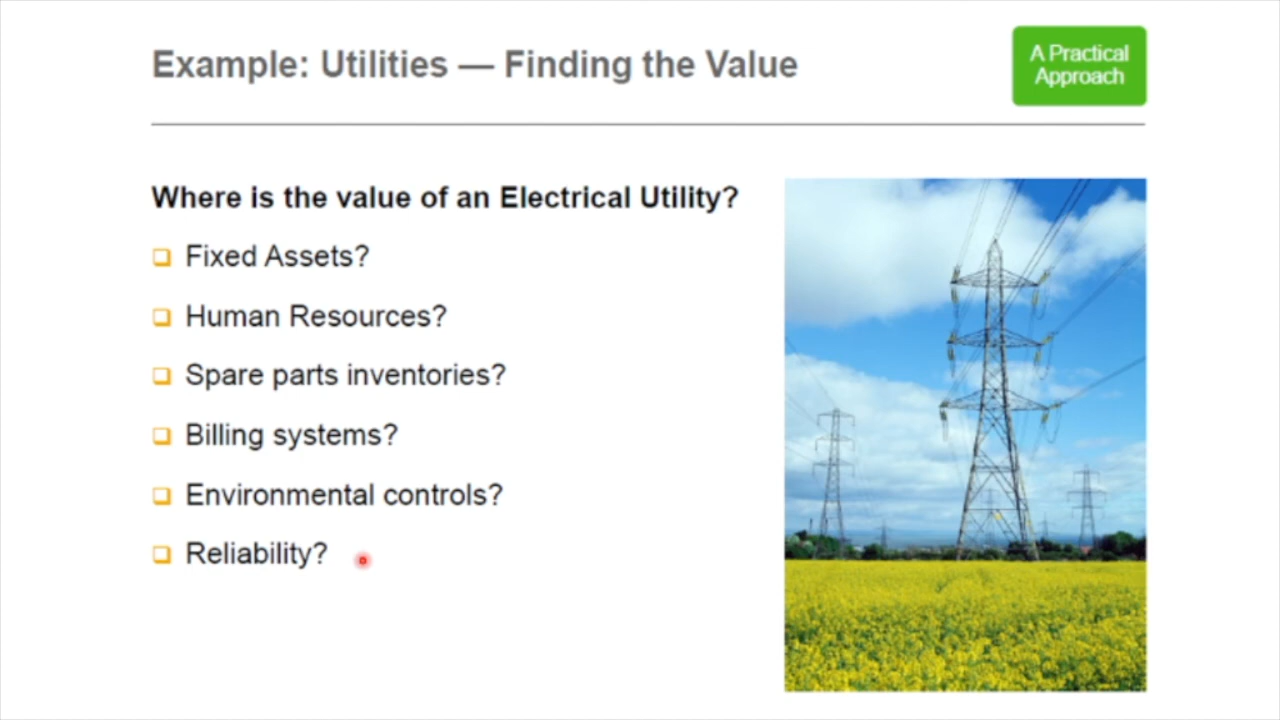 Example: Utilities — Finding the Value
A Practical
Approach
Where is the value of an Electrical Utility?
Fixed Assets?
Human Resources?
Spare parts inventories?
Billing systems?
Environmental controls?
Reliability?